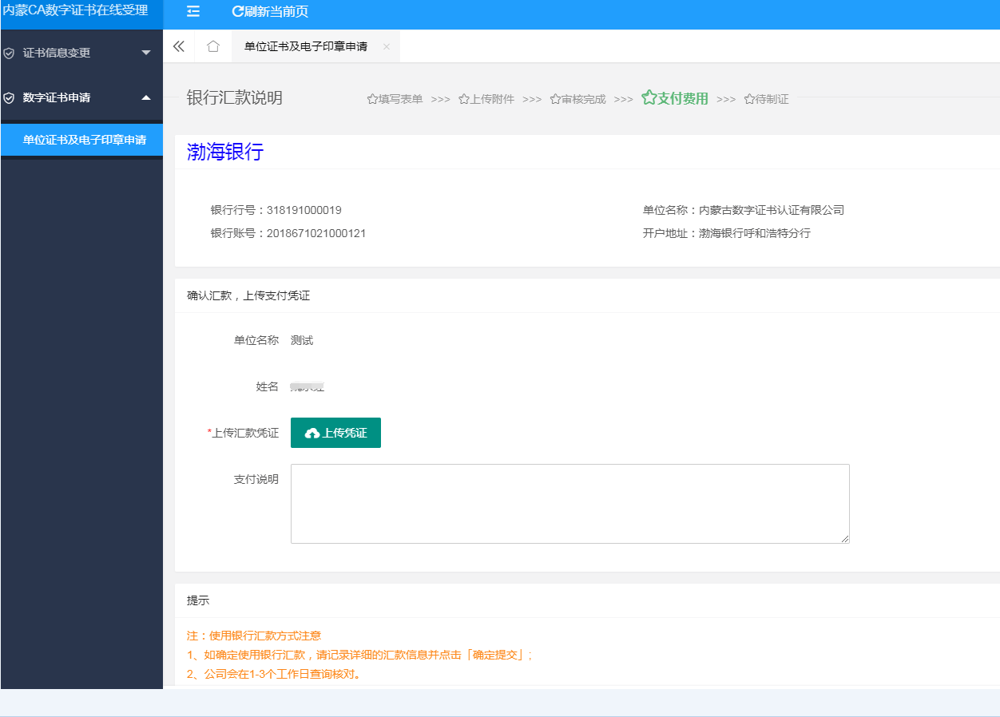 内蒙CA数字证书在线受理
刷新当前页
证书信息变更
数字证书申请
单位证书及电子印章申请
单位证书及电子印章申请
银行汇款说明
填写表单 >>> 上传附件 >>> 审核完成 >>> 支付费用 >>> 待制证
渤海银行
银行行号：318191000019
单位名称：内蒙古数字证书认证有限公司
银行账号：2018671021000121
开户地址：渤海银行呼和浩特分行
确认汇款，上传支付凭证
单位名称 测试
姓名
*上传汇款凭证 上传凭证
支付说明
提示
注：使用银行汇款方式注意
1、如确定使用银行汇款，请记录详细的汇款信息并点击「确定提交」;
2、公司会在1-3个工作日查询核对。